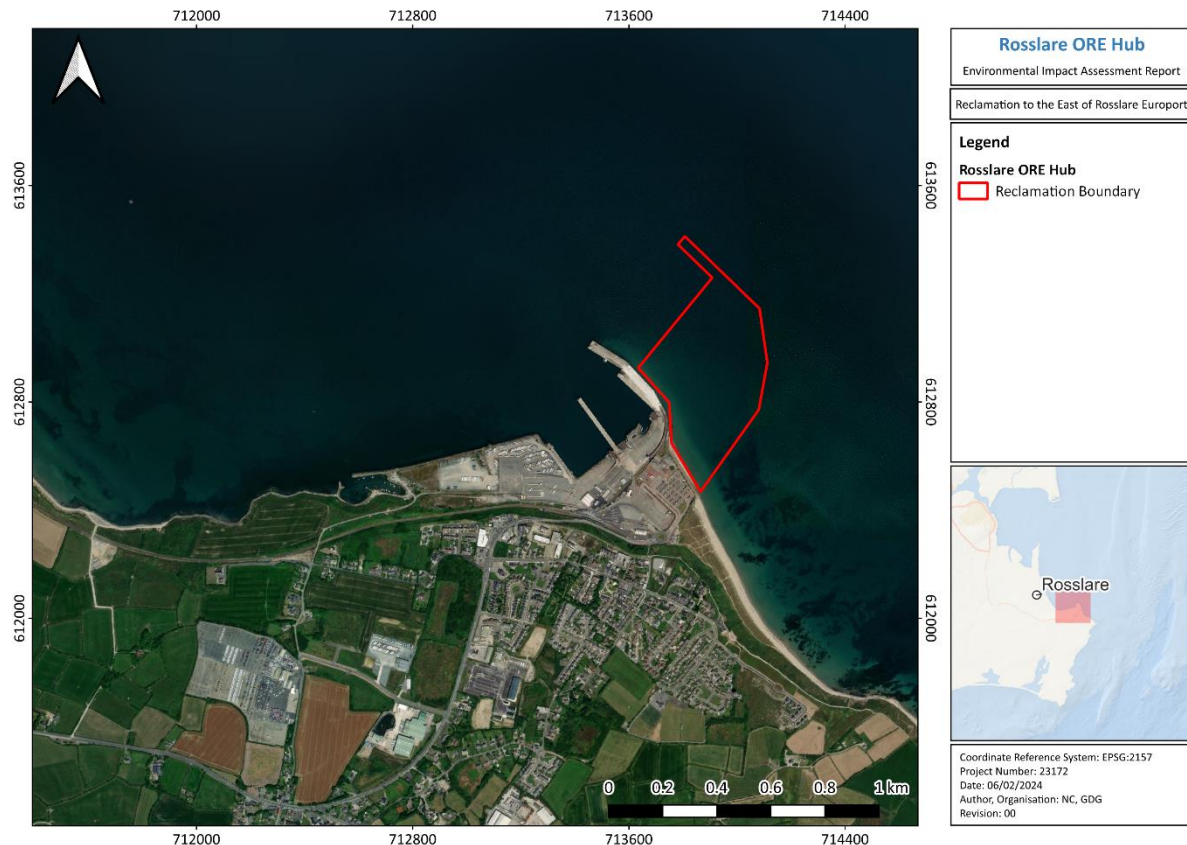 712000 712800 713600 714400
613600 613600
612800 612800
612000 612000
0 0.2 0.4 0.6 0.8 1 km
712000 712800 713600 714400
Rosslare ORE Hub
Environmental Impact Assessment Report
Reclamation to the East of Rosslare Europort
Legend
Rosslare ORE Hub
Reclamation Boundary
Rosslare
Coordinate Reference System: EPSG:2157
Project Number: 23172
Date: 06/02/2024
Author, Organisation: NC, GDG
Revision: 00